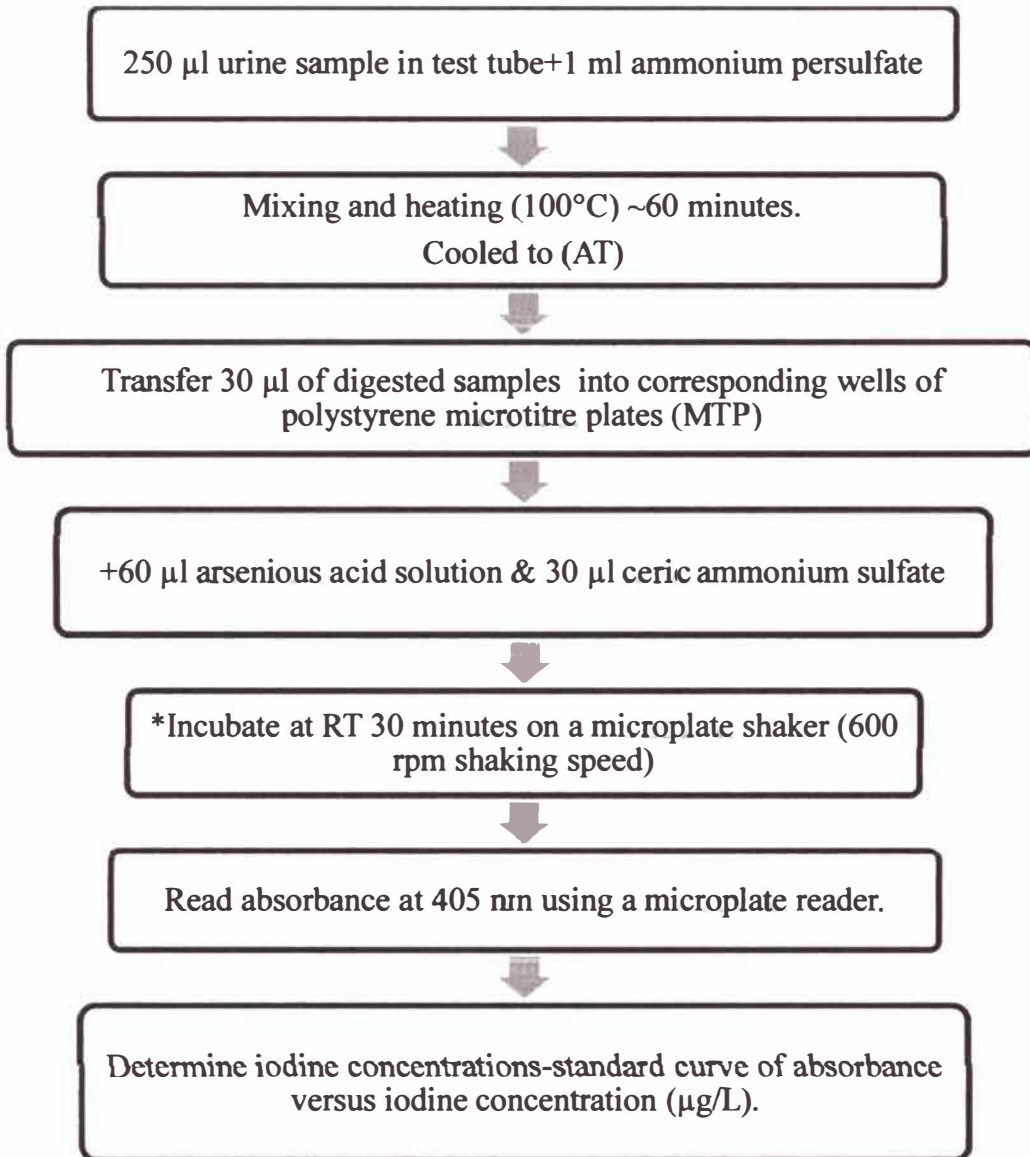 250 µl urine sample in test tube+1 ml ammonium persulfate
Mixing and heating (100°C) ~60 minutes.
Cooled to (AT)
Transfer 30 µl of digested samples into corresponding wells of
polystyrene microtitre plates (MTP)
+60 µl arsenious acid solution & 30 µl ceric ammonium sulfate
*Incubate at RT 30 minutes on a microplate shaker (600
rpm shaking speed)
Read absorbance at 405 nm using a microplate reader.
Determine iodine concentrations-standard curve of absorbance
versus iodine concentration (µg/L).